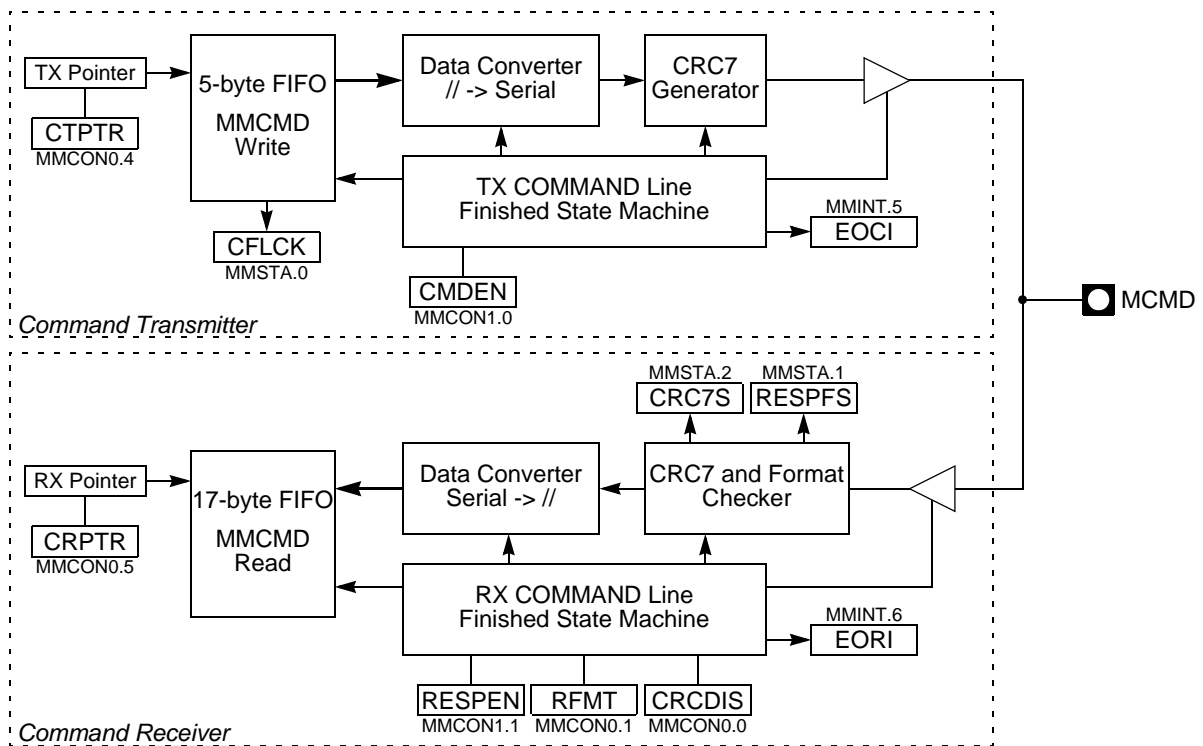 TX Pointer
CTPTR
MMCON0.4
5-byte FIFO
MMCMD
Write
CFLCK
MMSTA.0
Data Converter
// -> Serial
CRC7
Generator
TX COMMAND Line
Finished State Machine
CMDEN
MMCON1.0
MMINT.5
EOCI
Command Transmitter
MCMD
MMSTA.2
CRC7S
MMSTA.1
RESPFS
RX Pointer
CRPTR
MMCON0.5
17-byte FIFO
MMCMD
Read
Data Converter
Serial -> //
CRC7 and Format
Checker
RX COMMAND Line
Finished State Machine
MMINT.6
EORI
RESPEN
MMCON1.1
RFMT
MMCON0.1
CRCDIS
MMCON0.0
Command Receiver